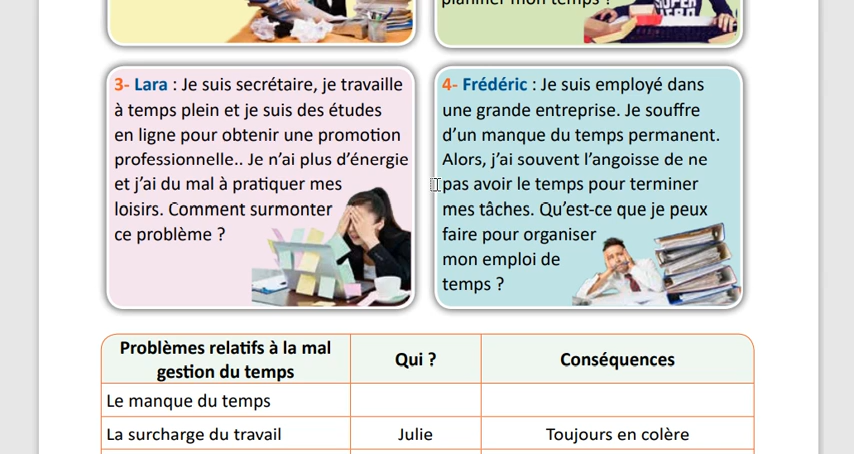 planifier mon temps ?
SUPER
3- Lara : Je suis secrétaire, je travaille
à temps plein et je suis des études
en ligne pour obtenir une promotion
professionnelle.. Je n'ai plus d'énergie
et j'ai du mal à pratiquer mes
loisirs. Comment surmonter
ce problème ?
4- Frédéric : Je suis employé dans
une grande entreprise. Je souffre
d'un manque du temps permanent.
Alors, j'ai souvent l'angoisse de ne
pas avoir le temps pour terminer
mes tâches. Qu'est-ce que je peux
faire pour organiser
mon emploi de
temps ?
Problèmes relatifs à la mal
gestion du temps
Qui ?
Conséquences
Le manque du temps
La surcharge du travail
Julie
Toujours en colère